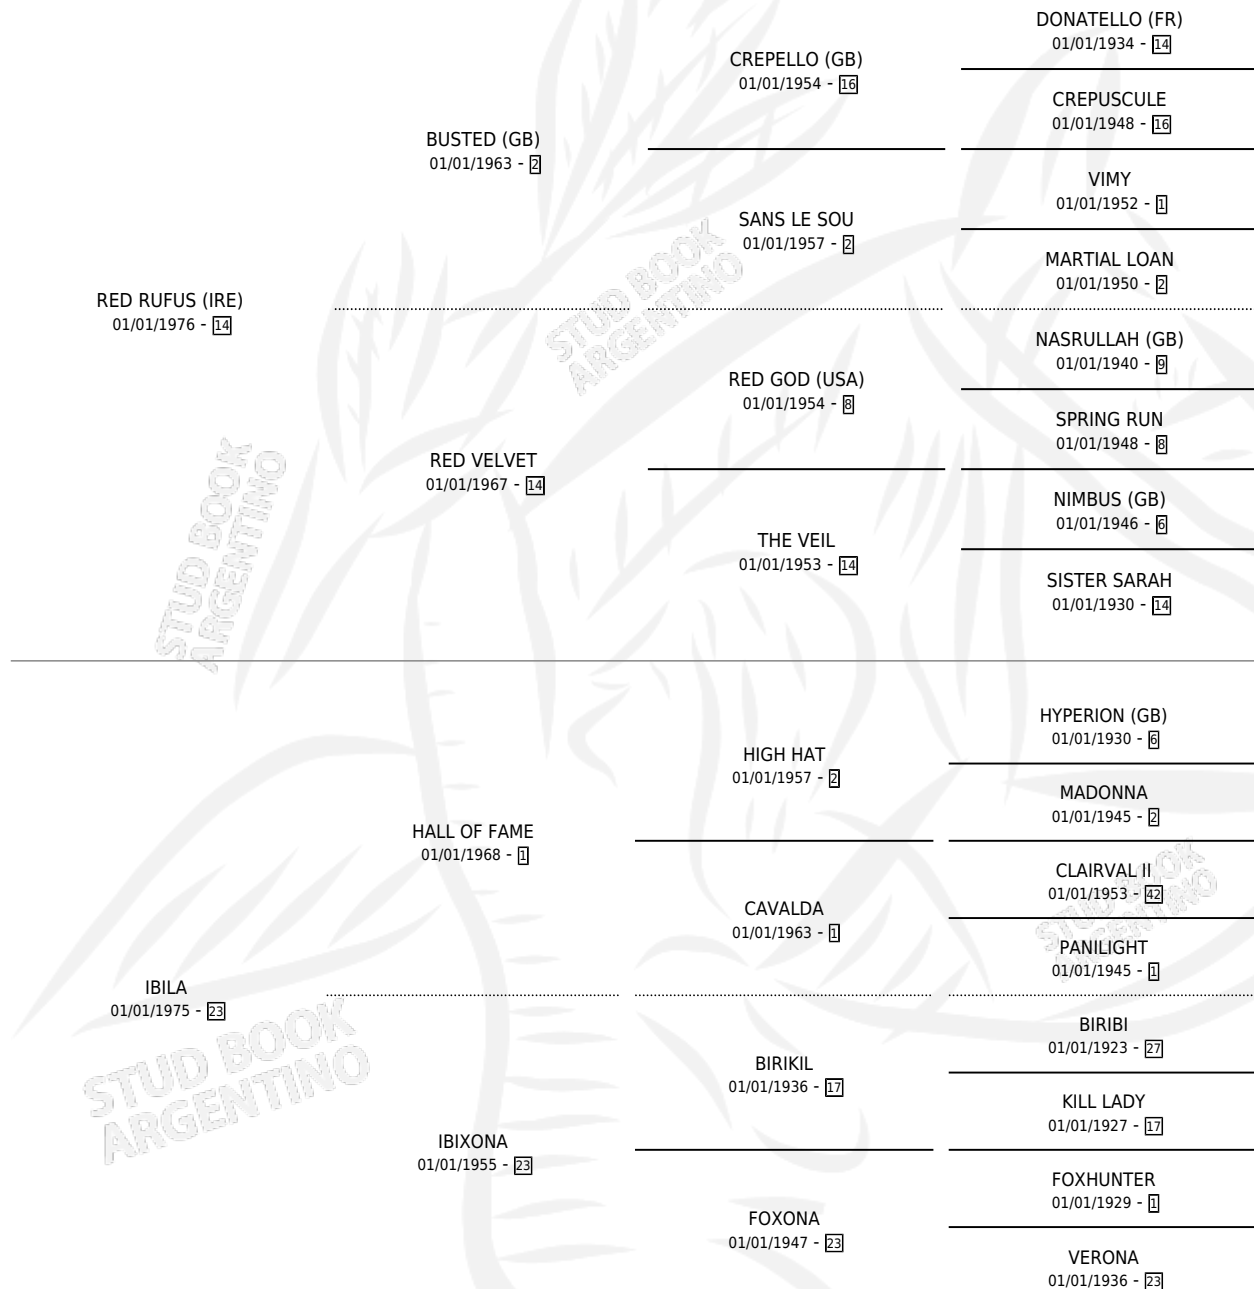 DONATELLO (FR)
01/01/1934 - 14
CREPELLO (GB)
01/01/1954 - 16
CREPUSCULE
01/01/1948 - 16
BUSTED (GB)
01/01/1963 - 2
VIMY
01/01/1952 - 1
SANS LE SOU
01/01/1957 - 2
MARTIAL LOAN
01/01/1950 - 2
RED RUFUS (IRE)
01/01/1976 - 14
NASRULLAH (GB)
01/01/1940 - 9
RED GOD (USA)
01/01/1954 - 8
SPRING RUN
01/01/1948 - 8
RED VELVET
01/01/1967 - 14
NIMBUS (GB)
01/01/1946 - 6
THE VEIL
01/01/1953 - 14
SISTER SARAH
01/01/1930 - 14
HYPERION (GB)
01/01/1930 - 6
HIGH HAT
01/01/1957 - 2
MADONNA
01/01/1945 - 2
HALL OF FAME
01/01/1968 - 1
CLAIRVAL II
01/01/1953 - 42
CAVALDA
01/01/1963 - 1
PANILIGHT
01/01/1945 - 1
IBILA
01/01/1975 - 23
BIRIBI
01/01/1923 - 27
BIRIKIL
01/01/1936 - 17
KILL LADY
01/01/1927 - 17
IBIXONA
01/01/1955 - 23
FOXHUNTER
01/01/1929 - 1
FOXONA
01/01/1947 - 23
VERONA
01/01/1936 - 23
STUD BOOK
ARGENTINO
STUD BOOK
ARGENTINO
STUD BOOK
ARGENTINO
STUD BOOK
ARGENTINO